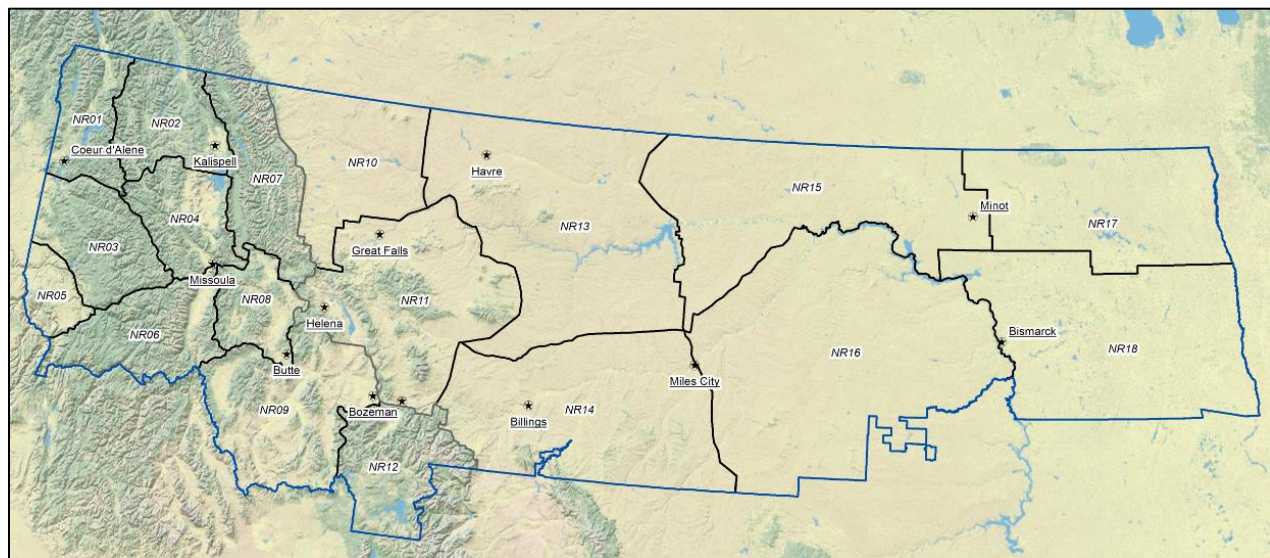 NR01
NR02
Coeur d'Alene
Kalispell
NR07
NR10
Havre
NR04
NR15
Minot
NR03
Great Falls
NR13
NR17
Missoula
NR05
NR08
NR11
NR06
Helena
NR16
Bismarck
NR18
Butte
Miles City
NR09
Bozeman
Billings
NR14
NR12